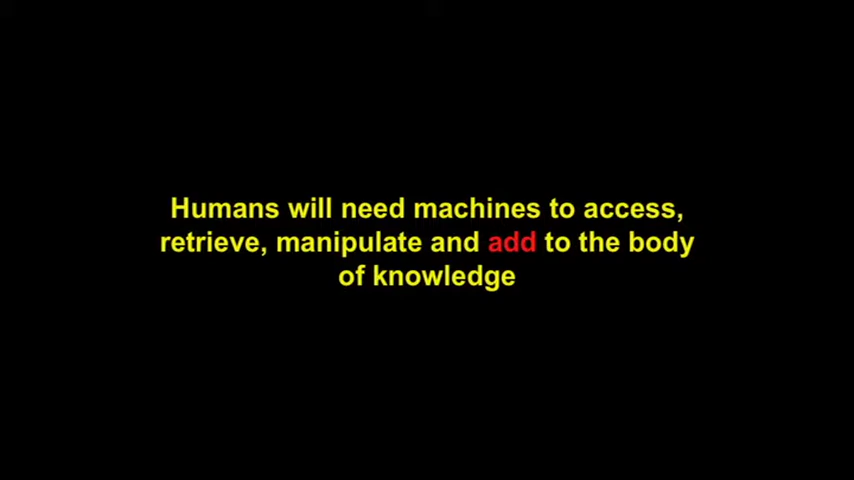 Humans will need machines to access,
retrieve, manipulate and add to the body
of knowledge